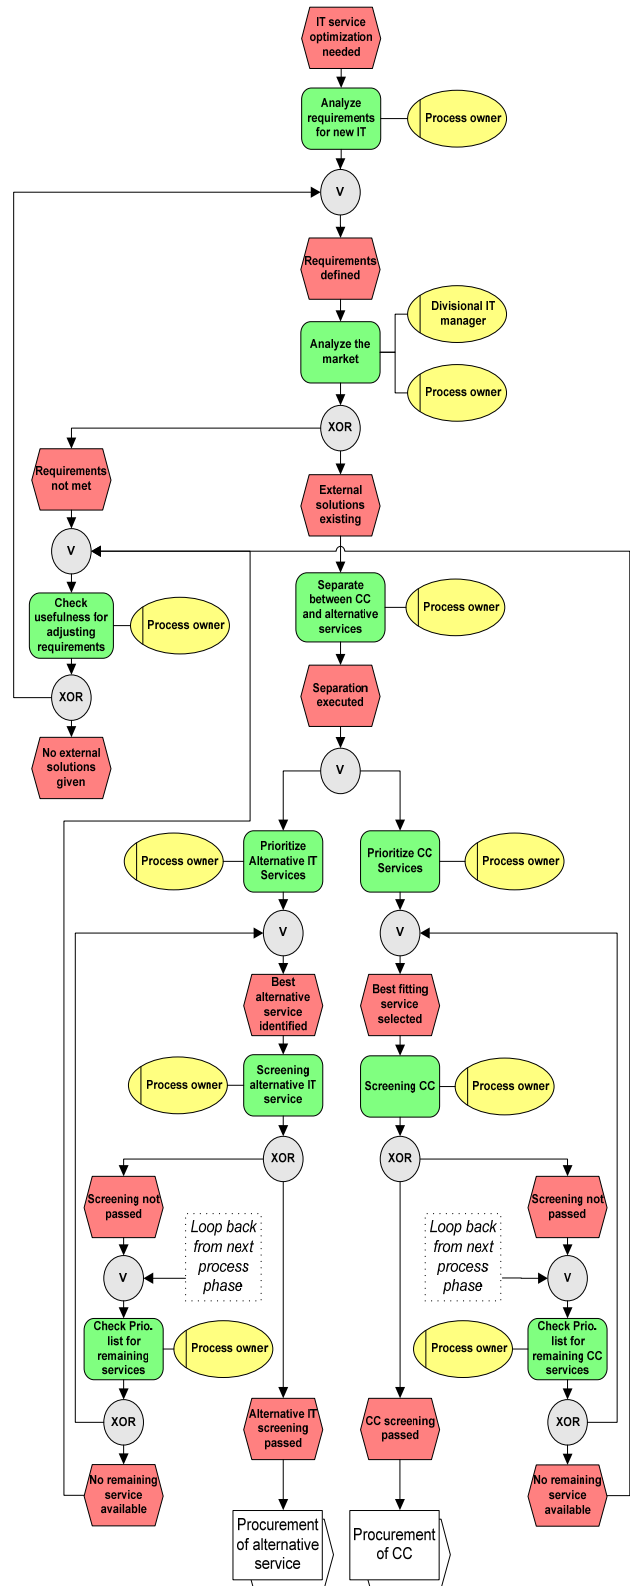 IT service
optimization
needed
Analyze
requirements
for new IT
Process owner
V
Requirements
defined
Divisional IT
manager
Analyze the
market
Process owner
XOR
Requirements
not met
External
solutions
existing
V
Check
usefulness for
adjusting
requirements
Process owner
Separate
between CC
and alternative
services
Process owner
XOR
Separation
executed
No external
solutions
given
V
Process owner
Prioritize
Alternative IT
Services
Prioritize CC
Services
Process owner
V
V
Best
alternative
service
identified
Best fitting
service
selected
Process owner
Screening
alternative IT
service
Screening CC
Process owner
XOR
XOR
Screening not
passed
Screening not
passed
Loop back
from next
process
phase
Loop back
from next
process
phase
V
V
Check Prio.
list for
remaining
services
Process owner
Process owner
Check Prio.
list for
remaining CC
services
XOR
Alternative IT
screening
passed
CC screening
passed
XOR
No remaining
service
available
No remaining
service
available
Procurement
of alternative
service
Procurement
of CC